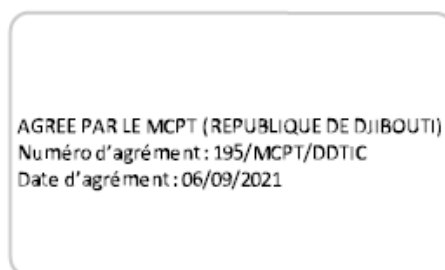 AGREE PAR LE MCPT (REPUBLIQUE DE DJIBOUTI)
Numéro d'agrément : 195/MCPT/DDTIC
Date d'agrément : 06/09/2021